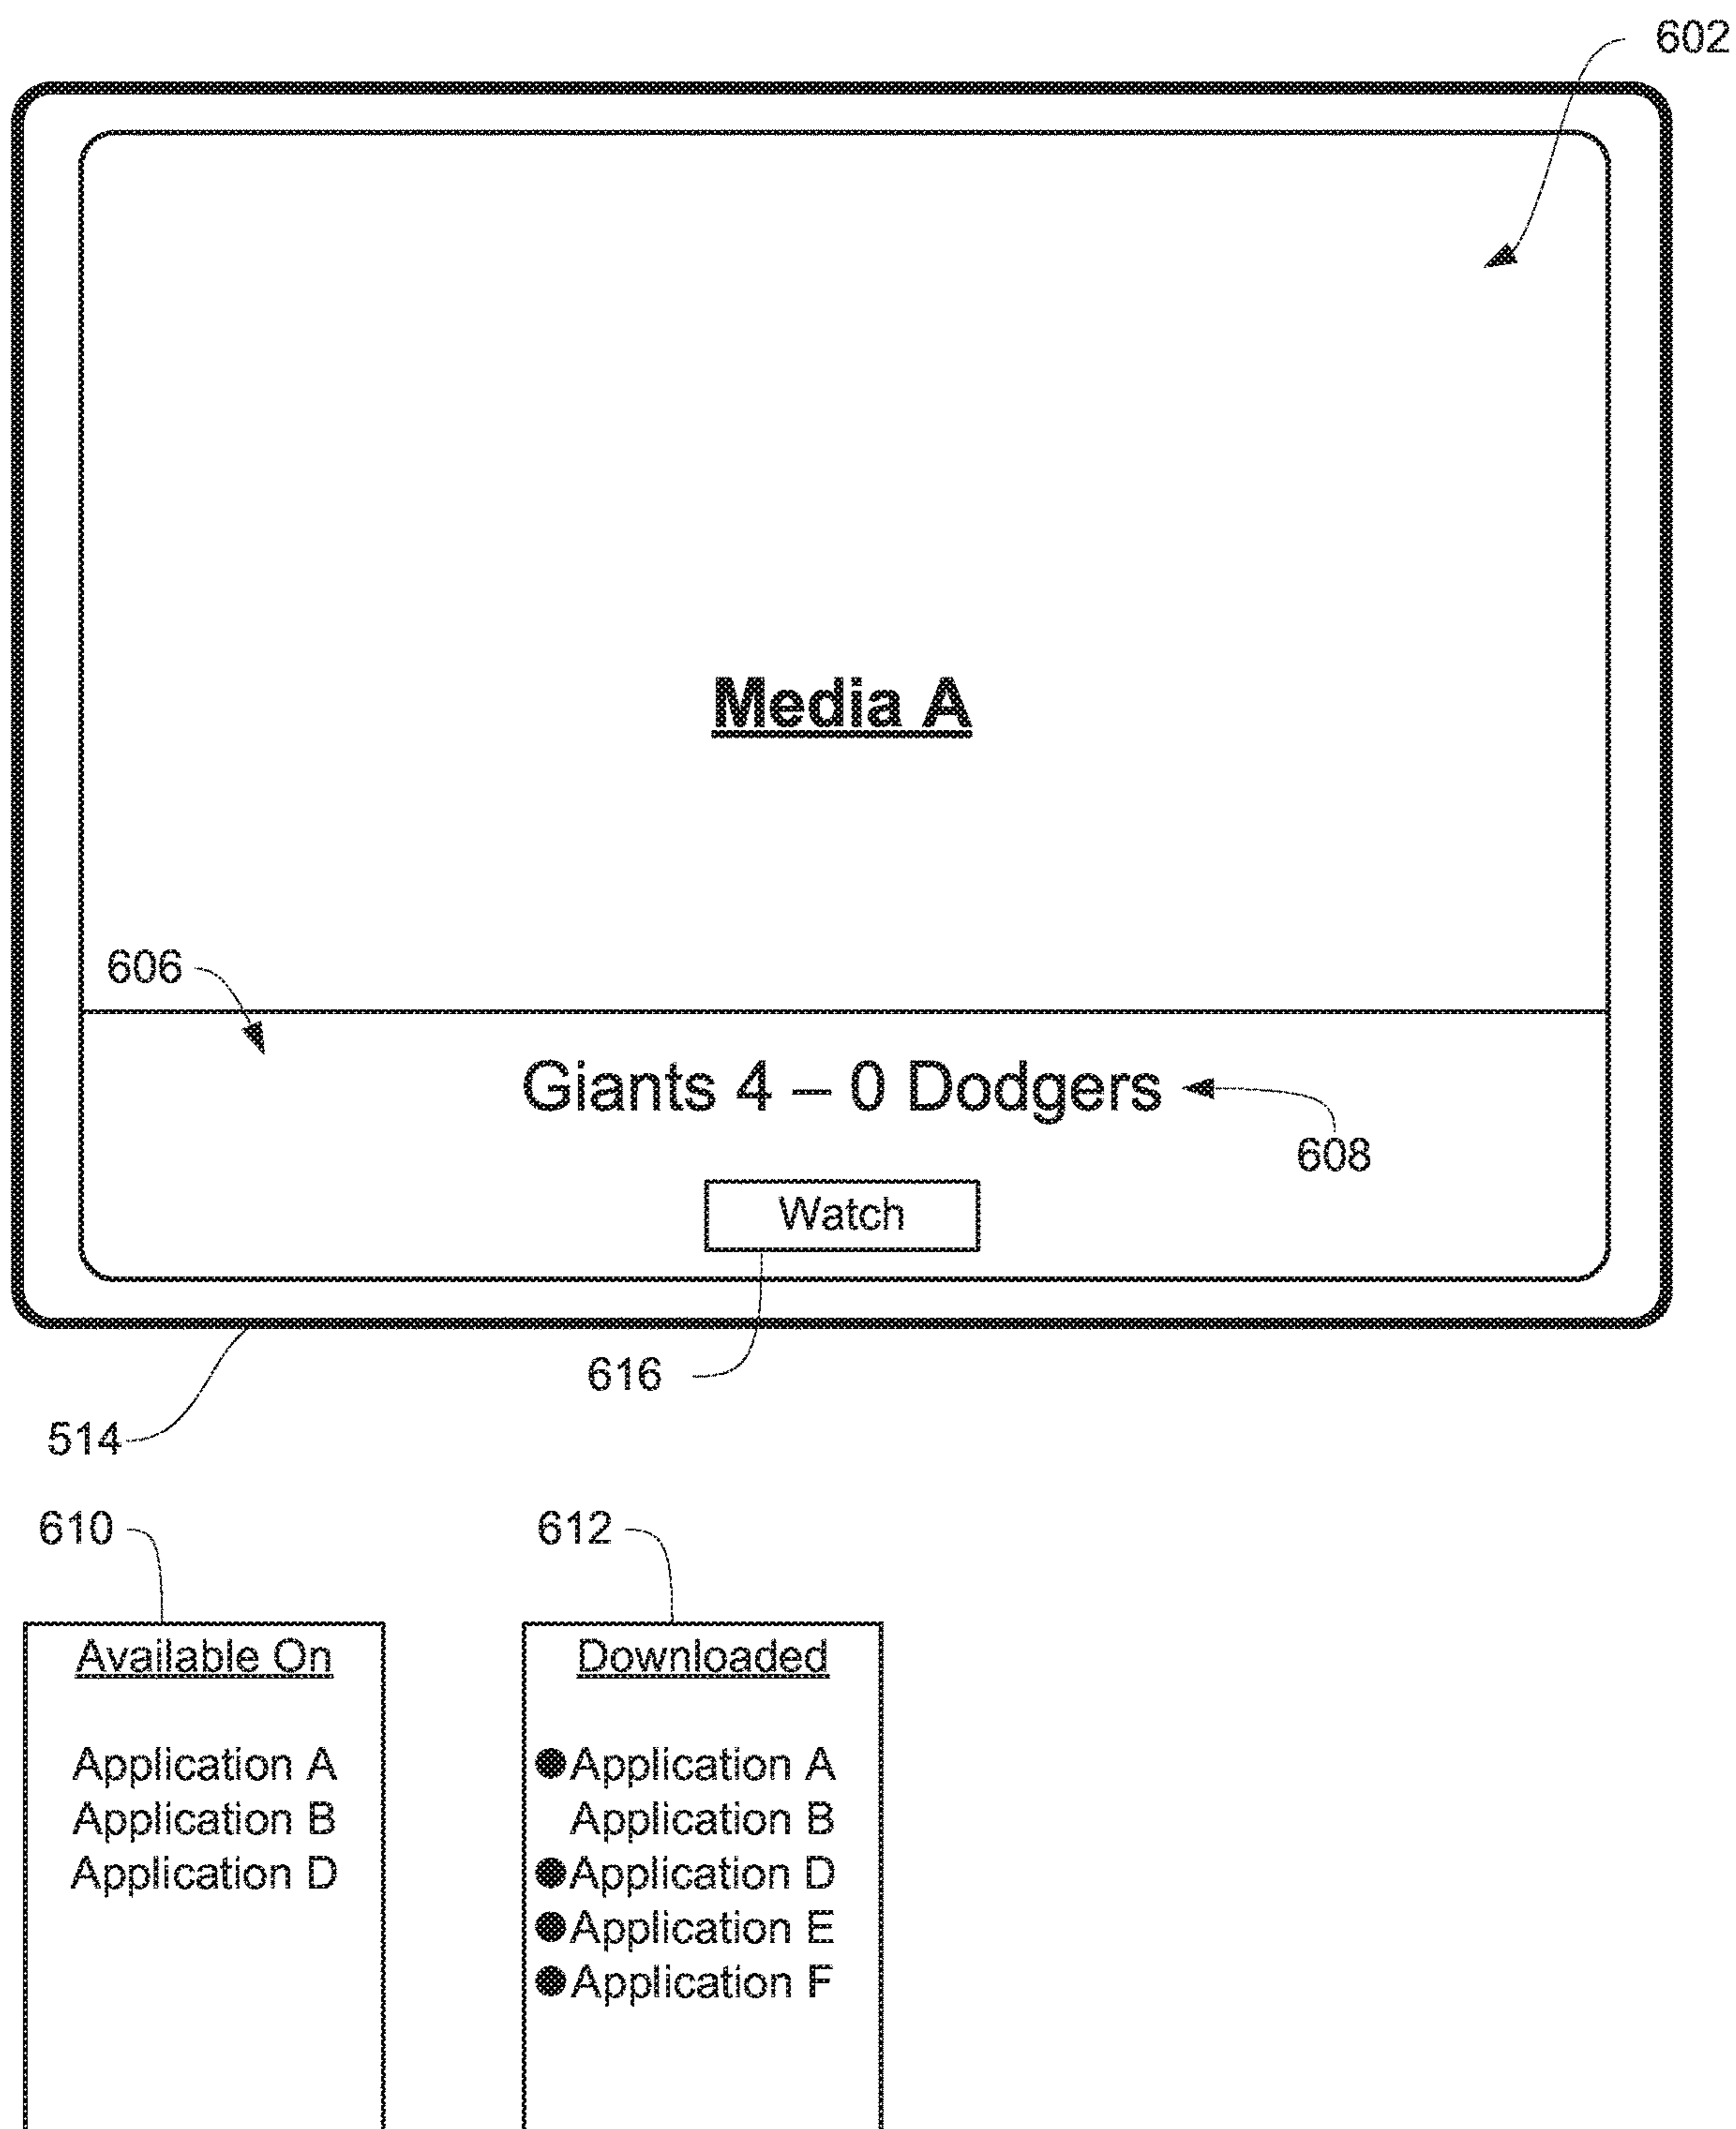 602
Media A
606
Giants 4 – 0 Dodgers
608
Watch
616
514
610
612
Available On
Application A
Application B
Application D
Downloaded
●Application A
Application B
●Application D
●Application E
●Application F